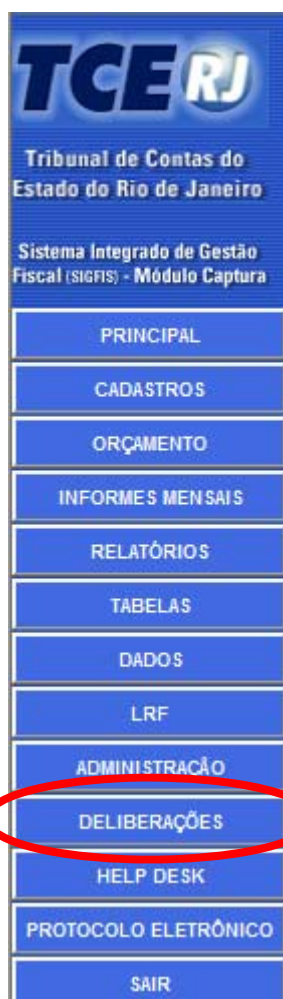 TCE RJ
Tribunal de Contas do
Estado do Rio de Janeiro
Sistema Integrado de Gestão
Fiscal (SIGFIS) - Módulo Captura
PRINCIPAL
CADASTROS
ORÇAMENTO
INFORMES MENSAIS
RELATÓRIOS
TABELAS
DADOS
LRF
ADMINISTRAÇÃO
DELIBERAÇÕES
HELP DESK
PROTOCOLO ELETRÔNICO
SAIR